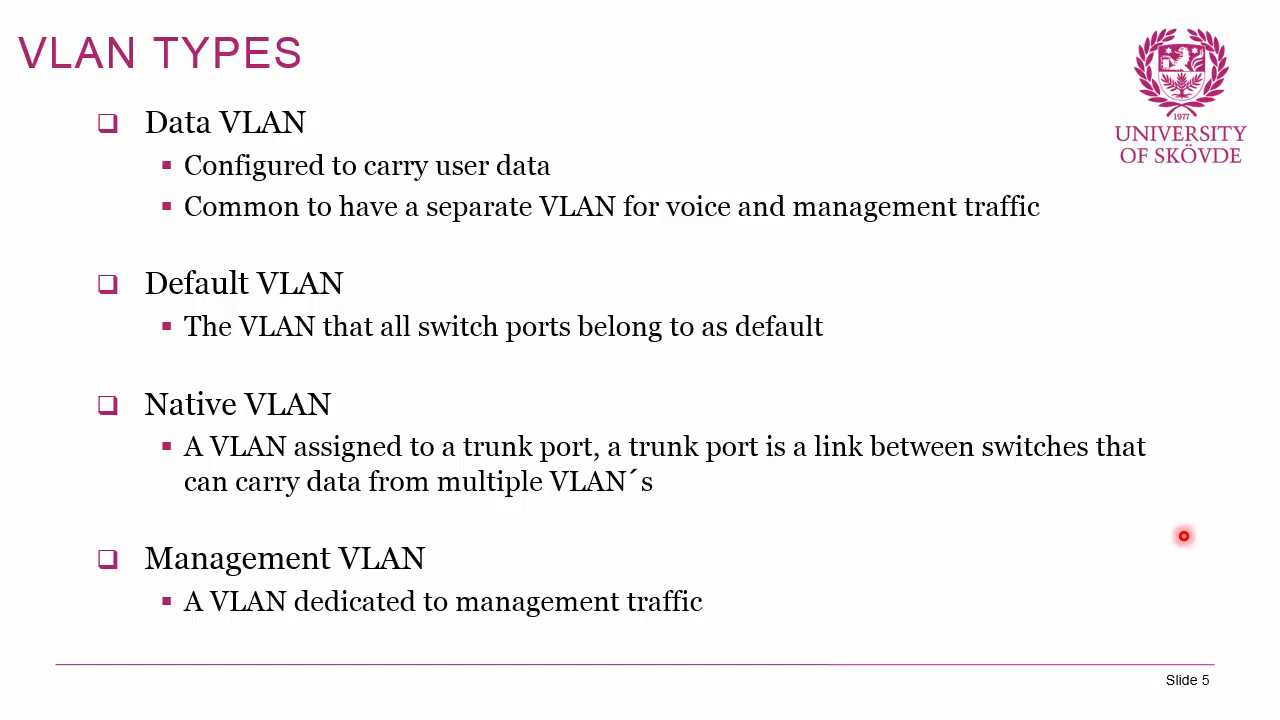 VLAN TYPES
1977
UNIVERSITY
OF SKÖVDE
Data VLAN
Configured to carry user data
Common to have a separate VLAN for voice and management traffic
Default VLAN
The VLAN that all switch ports belong to as default
Native VLAN
A VLAN assigned to a trunk port, a trunk port is a link between switches that
can carry data from multiple VLAN´s
Management VLAN
A VLAN dedicated to management traffic
Slide 5